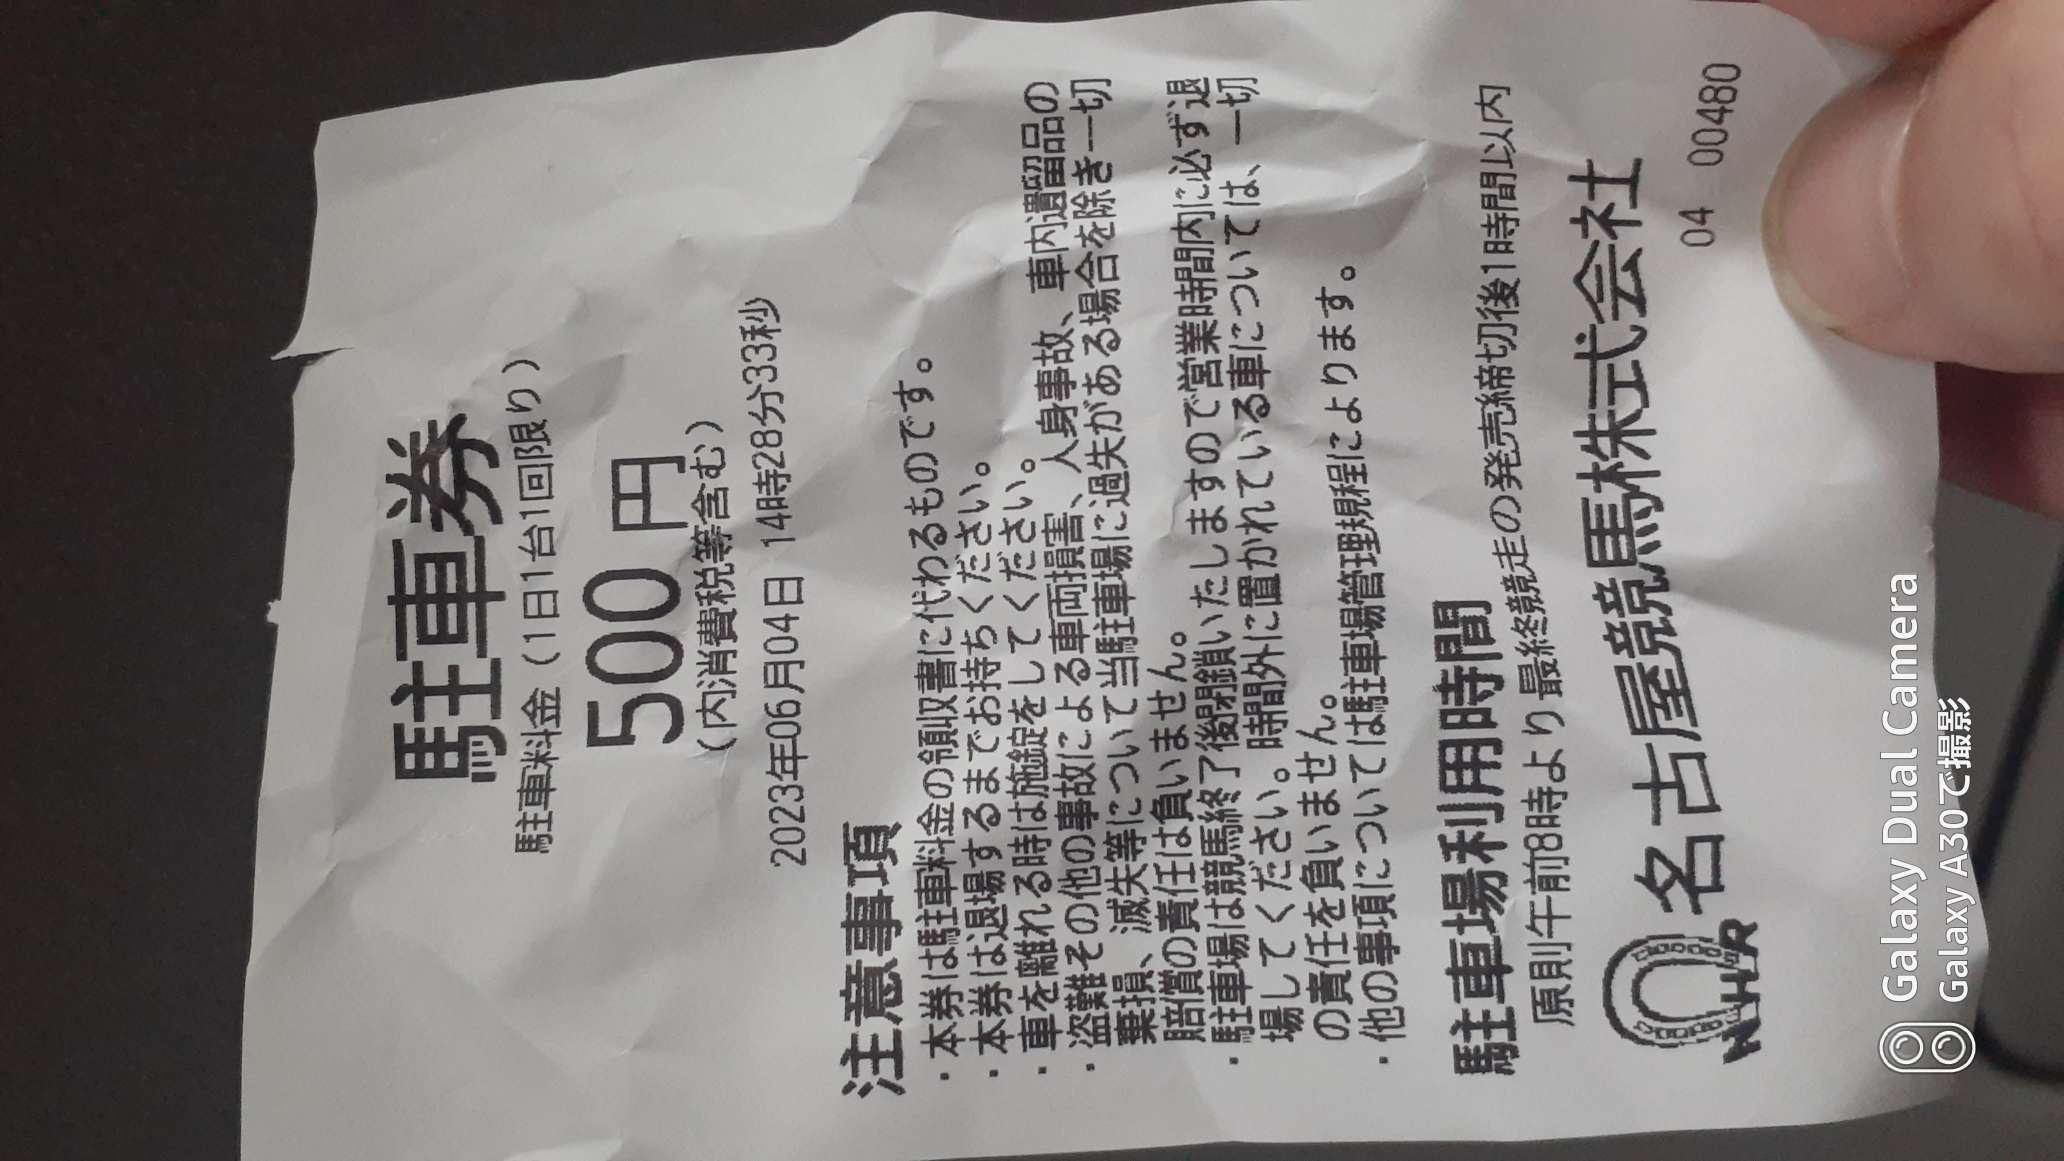 駐車券
駐車料金（1日1台1回限り）
500円
（内消費税等含む）
2023年06月04日 14時28分33秒
注意事項
・本券は駐車料金の領収書に代わるものです。
・本券は退場するまでお持ちください。
・車を離れる時は施錠をしてください。
・盗難その他の事故による車両損害、人身事故、車内遺留品の
棄損、滅失等について当駐車場に過失がある場合を除き一切
賠償の責任は負いません。
・駐車場は競馬終了後閉鎖いたしますので営業時間内に必ず退
場してください。時間外に置かれている車については、一切
の責任を負いません。
・他の事項については駐車場管理規程によります。
駐車場利用時間
原則午前8時より最終競走の発売締切後1時間以内
NHR 名古屋競馬株式会社
04 00480
Galaxy Dual Camera
Galaxy A30で撮影